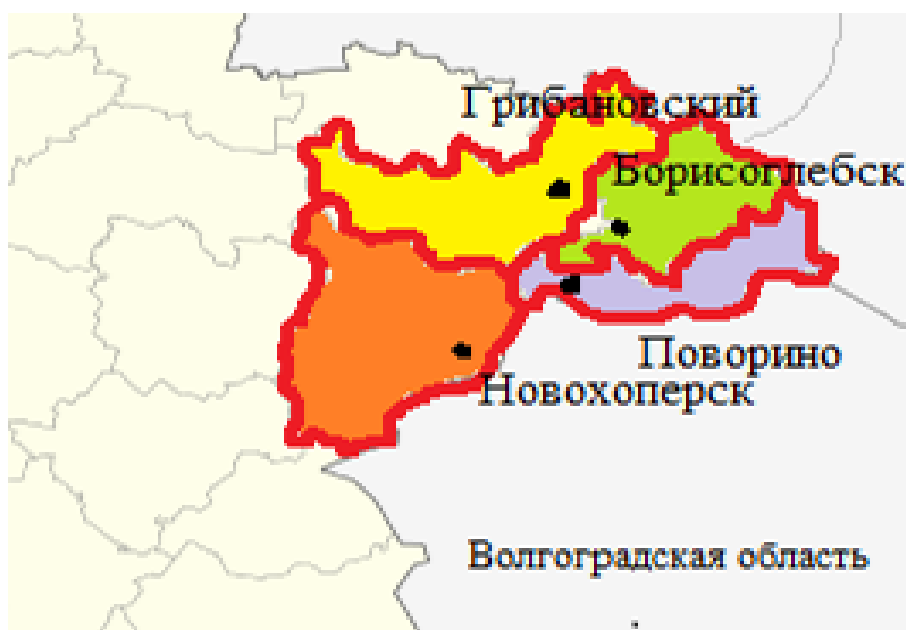 Грибановский
Борисоглебск
Поворино
Новохоперск
Волгоградская область